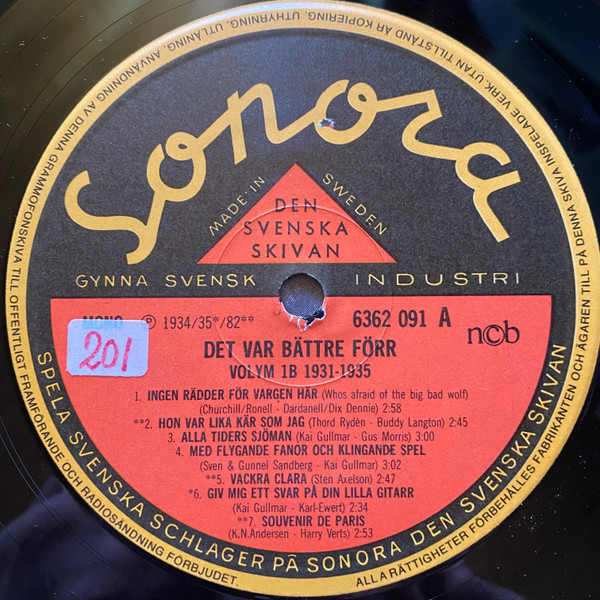 UTAN TILLSTÅND ÄR KOPIERING, UTHYRNING, UTLÅNING, ANVÄNDNING AV DENNA GRAMMOFONSKIVA TILL OFFENTLIGT FRAMFÖRANDE OCH RADIOSÄNDNING FÖRBJUDET.
ALLA RÄTTIGHETER FÖRBEHÅLLES FABRIKANTEN OCH ÄGAREN TILL PÅ DENNA SKIVA INSPELADE VERK.
Sonora
MADE IN SWEDEN
DEN
SVENSKA
SKIVAN
GYNNA SVENSK INDUSTRI
MONO ℗ 1934/35*/82** 6362 091 A
201
ncb
DET VAR BÄTTRE FÖRR
VOLYM 1B 1931-1935
1. INGEN RÄDDER FÖR VARGEN HÄR (Whos afraid of the big bad wolf)
(Churchill/Ronell - Dardanell/Dix Dennie) 2:58
**2. HON VAR LIKA KÄR SOM JAG (Thord Rydén - Buddy Langton) 2:45
3. ALLA TIDERS SJÖMAN (Kai Gullmar - Gus Morris) 3:00
4. MED FLYGANDE FANOR OCH KLINGANDE SPEL
(Sven & Gunnel Sandberg - Kai Gullmar) 3:02
**5. VACKRA CLARA (Sten Axelson) 2:47
*6. GIV MIG ETT SVAR PÅ DIN LILLA GITARR
(Kai Gullmar - Karl-Ewert) 2:34
**7. SOUVENIR DE PARIS
(K.N.Andersen - Harry Verts) 2:53
SPELA SVENSKA SCHLAGER PÅ SONORA DEN SVENSKA SKIVAN